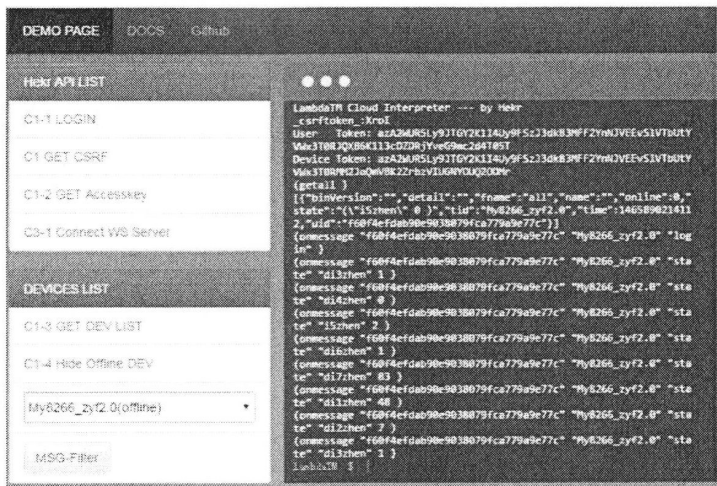 DEMO PAGE DOCS Github
Hekr API LIST
C1-1 LOGIN
C1 GET CSRF
C1-2 GET Accesskey
C3-1 Connect WS Server
DEVICES LIST
C1-3 GET DEV LIST
C1-4 Hide Offline DEV
My8266_zyf2.0(offline)
MSG-Filter
LambdaTM Cloud Interpreter --- by Hekr
_csrftoken_:XroI
User Token:
Device Token:
(getall )
[{"binVersion":"","detail":"","fname":"all","name":"","online":0,"
state":"(\"i5zhen\" 0 )","tid":"My8266_zyf2.0","time":146589021411
2,"uid":"f60f4efdab90e9038079fca779a9e77c"}]
(onmessage "f60f4efdab90e9038079fca779a9e77c" "My8266_zyf2.0" "log
in" )
(onmessage "f60f4efdab90e9038079fca779a9e77c" "My8266_zyf2.0" "sta
te" "di3zhen" 1 )
(onmessage "f60f4efdab90e9038079fca779a9e77c" "My8266_zyf2.0" "sta
te" "di4zhen" 0 )
(onmessage "f60f4efdab90e9038079fca779a9e77c" "My8266_zyf2.0" "sta
te" "i5zhen" 2 )
(onmessage "f60f4efdab90e9038079fca779a9e77c" "My8266_zyf2.0" "sta
te" "di6zhen" 1 )
(onmessage "f60f4efdab90e9038079fca779a9e77c" "My8266_zyf2.0" "sta
te" "di7zhen" 83 )
(onmessage "f60f4efdab90e9038079fca779a9e77c" "My8266_zyf2.0" "sta
te" "di1zhen" 48 )
(onmessage "f60f4efdab90e9038079fca779a9e77c" "My8266_zyf2.0" "sta
te" "di2zhen" 7 )
(onmessage "f60f4efdab90e9038079fca779a9e77c" "My8266_zyf2.0" "sta
te" "di3zhen" 1 )
lambdaTM $